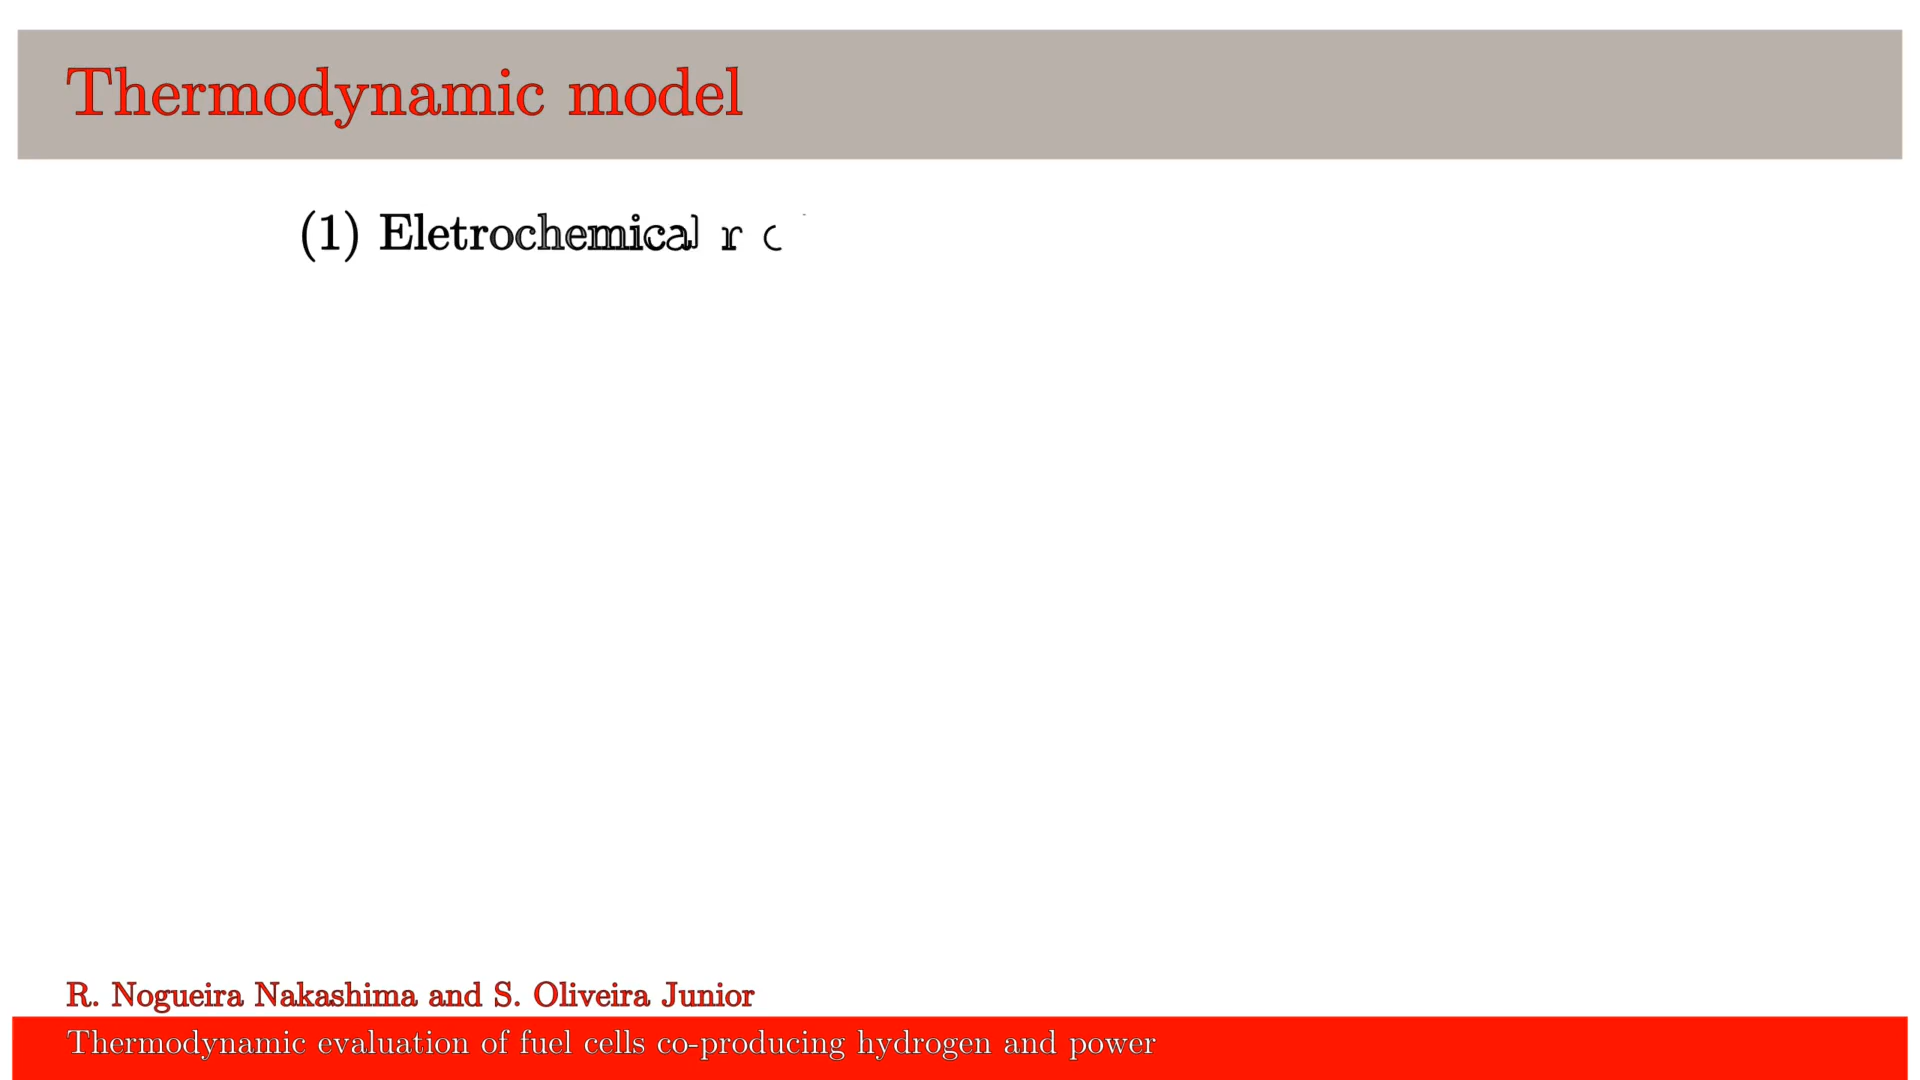 Thermodynamic model
(1) Eletrochemical
R. Nogueira Nakashima and S. Oliveira Junior
Thermodynamic evaluation of fuel cells co-producing hydrogen and power